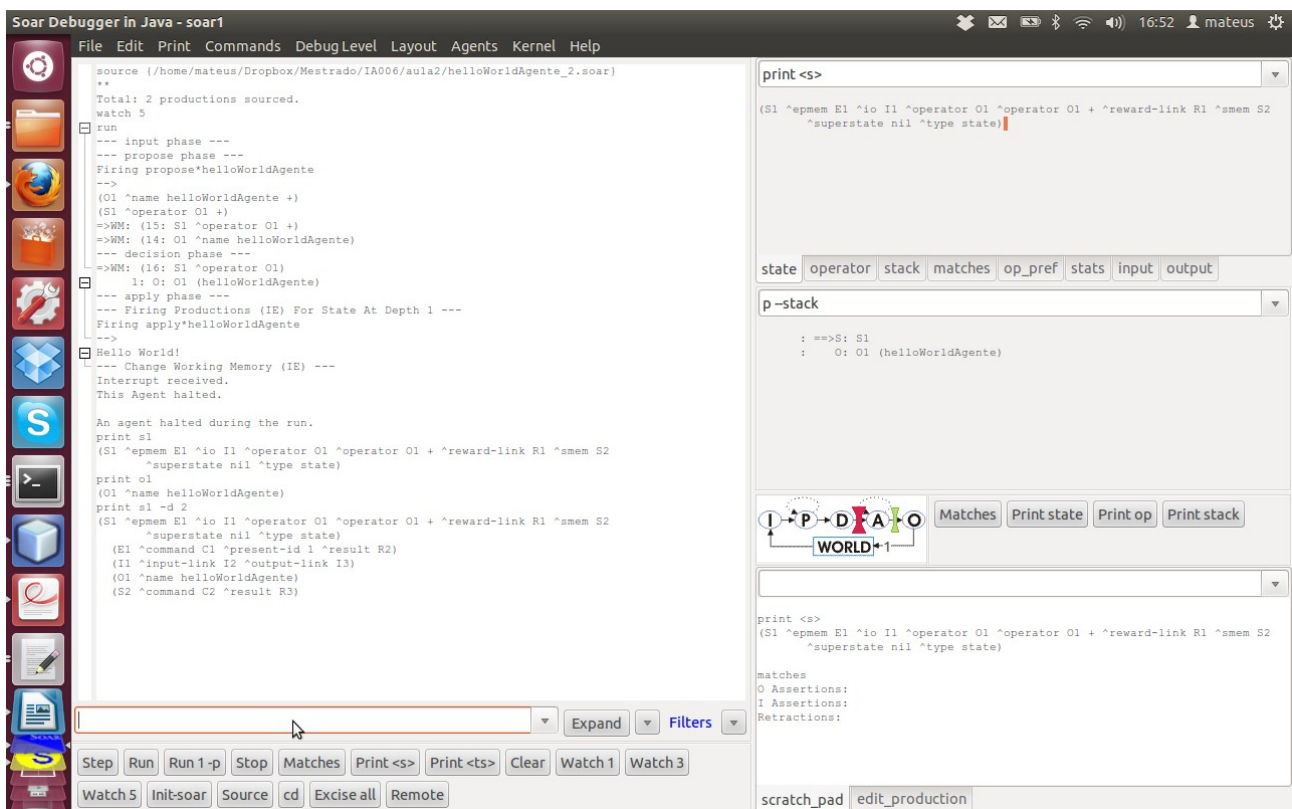 Soar Debugger in Java - soar1
16:52 mateus
File Edit Print Commands Debug Level Layout Agents Kernel Help
source {/home/mateus/Dropbox/Mestrado/IA006/aula2/helloWorldAgente_2.soar}
**
Total: 2 productions sourced.
watch 5
run
--- input phase ---
--- propose phase ---
Firing propose*helloWorldAgente
-->
(O1 ^name helloWorldAgente +)
(S1 ^operator O1 +)
=>WM: (15: S1 ^operator O1 +)
=>WM: (14: O1 ^name helloWorldAgente)
--- decision phase ---
=>WM: (16: S1 ^operator O1)
1: O: O1 (helloWorldAgente)
--- apply phase ---
--- Firing Productions (IE) For State At Depth 1 ---
Firing apply*helloWorldAgente
-->
Hello World!
--- Change Working Memory (IE) ---
Interrupt received.
This Agent halted.
An agent halted during the run.
print s1
(S1 ^epmem E1 ^io I1 ^operator O1 ^operator O1 + ^reward-link R1 ^smem S2
^superstate nil ^type state)
print o1
(O1 ^name helloWorldAgente)
print s1 -d 2
(S1 ^epmem E1 ^io I1 ^operator O1 ^operator O1 + ^reward-link R1 ^smem S2
^superstate nil ^type state)
(E1 ^command C1 ^present-id 1 ^result R2)
(I1 ^input-link I2 ^output-link I3)
(O1 ^name helloWorldAgente)
(S2 ^command C2 ^result R3)
Expand Filters
Step Run Run 1 -p Stop Matches Print <s> Print <ts> Clear Watch 1 Watch 3
Watch 5 Init-soar Source cd Excise all Remote
print <s>
(S1 ^epmem E1 ^io I1 ^operator O1 ^operator O1 + ^reward-link R1 ^smem S2
^superstate nil ^type state)
state operator stack matches op_pref stats input output
p --stack
: ==>S: S1
: O: O1 (helloWorldAgente)
I P D A O
WORLD 1
Matches Print state Print op Print stack
print <s>
(S1 ^epmem E1 ^io I1 ^operator O1 ^operator O1 + ^reward-link R1 ^smem S2
^superstate nil ^type state)
matches
O Assertions:
I Assertions:
Retractions:
scratch_pad edit_production
S
>_
SOAR
S